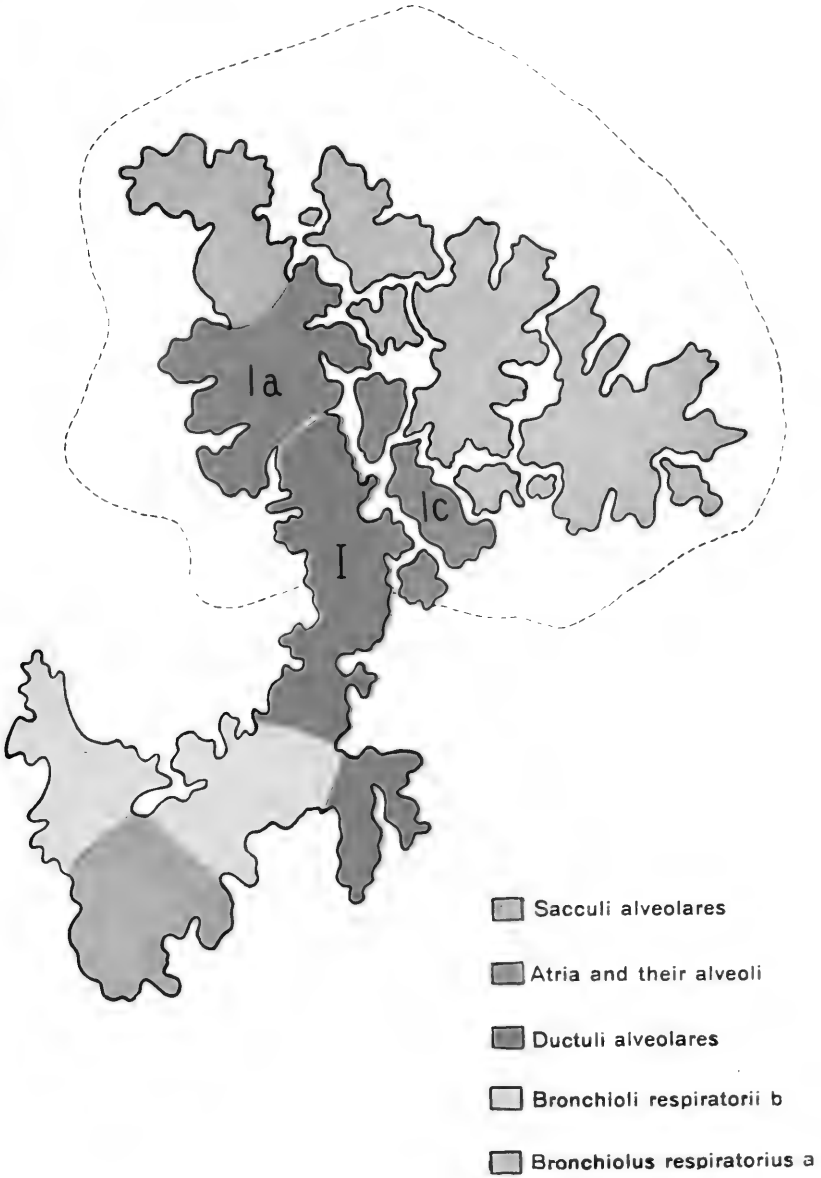 Ia
Ic
I
Sacculi alveolares
Atria and their alveoli
Ductuli alveolares
Bronchioli respiratorii b
Bronchiolus respiratorius a